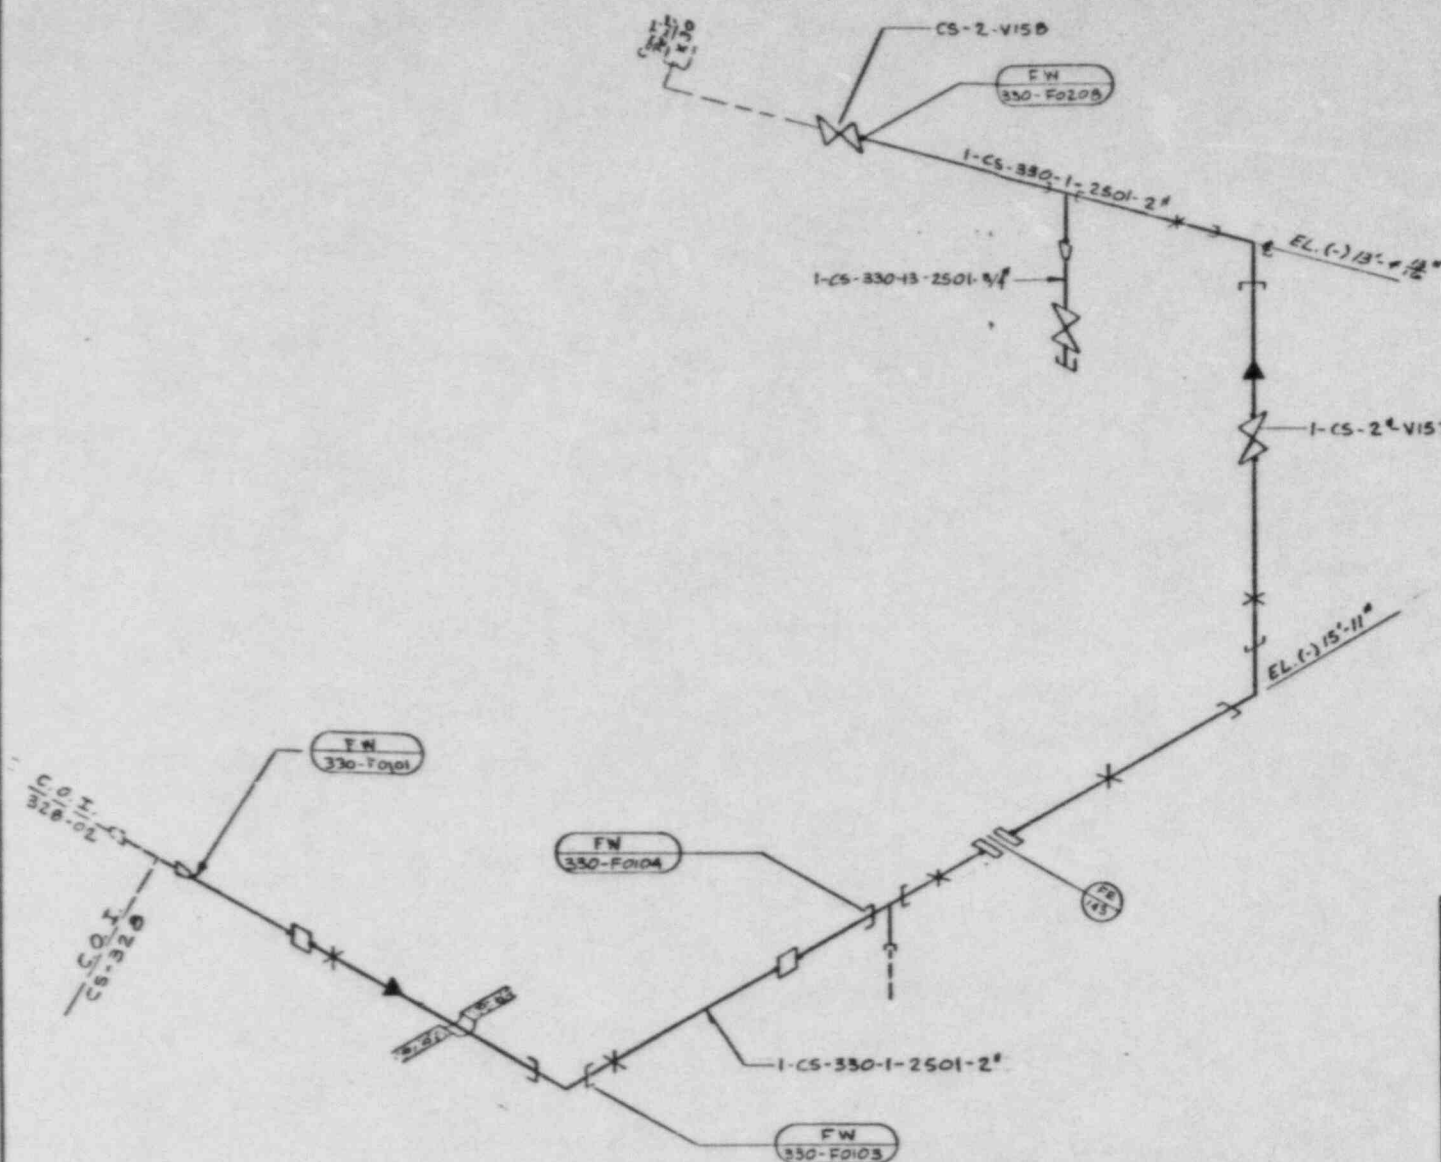 CS-2-V15B
FW
330-F020B
1-CS-330-1-2501-2"
EL. (-) 13'-
1-CS-330-13-2501-3/4"
1-CS-2"-V15
EL. (-) 15'-11"
FW
330-F0101
C.O.I.
328-02
C.O.I.
CS-328
FW
330-F0104
FE
145
1-CS-330-1-2501-2"
FW
330-F0103